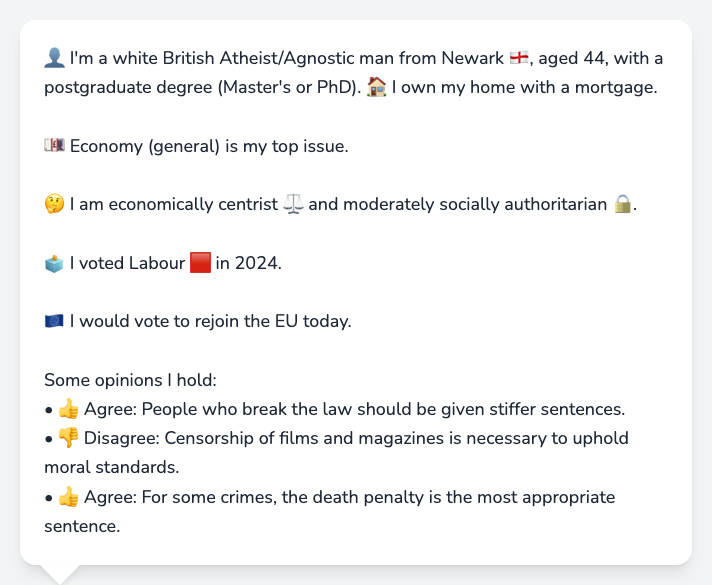 👤 I'm a white British Atheist/Agnostic man from Newark 🏴󠁧󠁢󠁥󠁮󠁧󠁿, aged 44, with a
postgraduate degree (Master's or PhD). 🏠 I own my home with a mortgage.
💷 Economy (general) is my top issue.
🤔 I am economically centrist ⚖️ and moderately socially authoritarian 🔒.
🗳️ I voted Labour 🟥 in 2024.
🇪🇺 I would vote to rejoin the EU today.
Some opinions I hold:
• 👍 Agree: People who break the law should be given stiffer sentences.
• 👎 Disagree: Censorship of films and magazines is necessary to uphold
moral standards.
• 👍 Agree: For some crimes, the death penalty is the most appropriate
sentence.